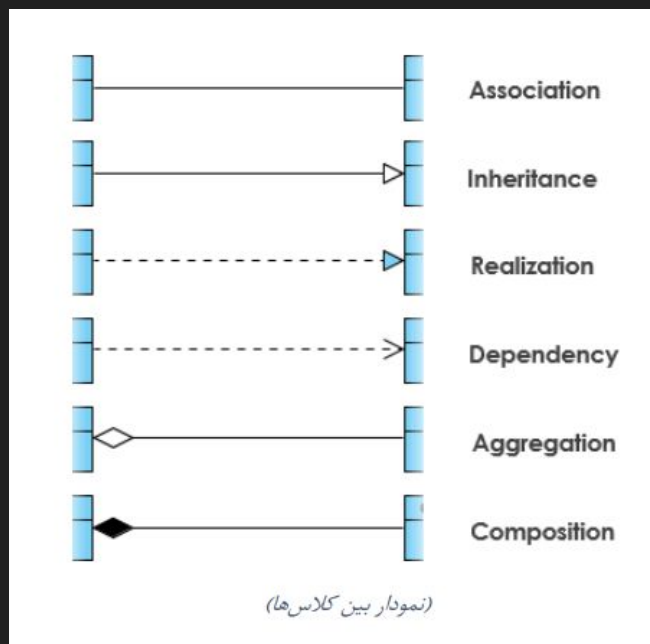 Association
Inheritance
Realization
Dependency
Aggregation
Composition
(نمودار بین کلاس‌ها)